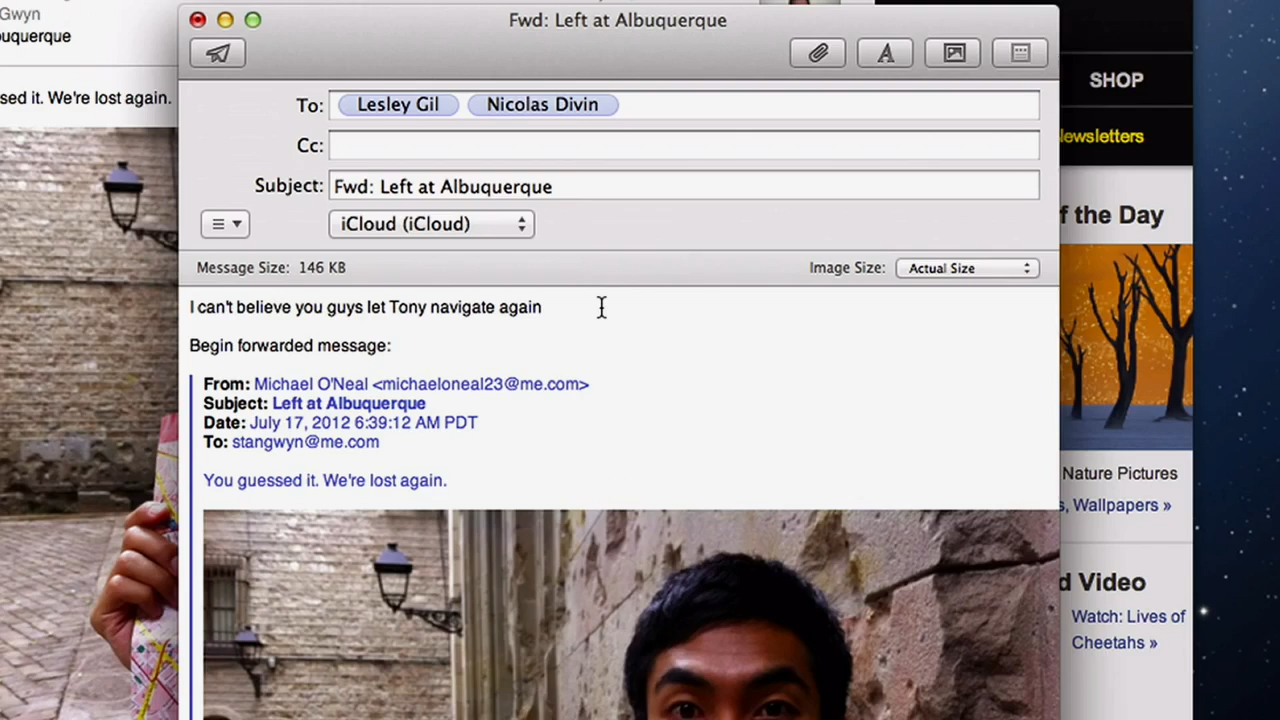 Gwyn
uquerque
sed it. We're lost again.
Fwd: Left at Albuquerque
To: Lesley Gil Nicolas Divin
Cc:
Subject: Fwd: Left at Albuquerque
iCloud (iCloud)
Message Size: 146 KB Image Size: Actual Size
I can't believe you guys let Tony navigate again
Begin forwarded message:
From: Michael O'Neal <michaeloneal23@me.com>
Subject: Left at Albuquerque
Date: July 17, 2012 6:39:12 AM PDT
To: stangwyn@me.com
You guessed it. We're lost again.
SHOP
Newsletters
f the Day
Nature Pictures
s, Wallpapers »
d Video
Watch: Lives of
Cheetahs »